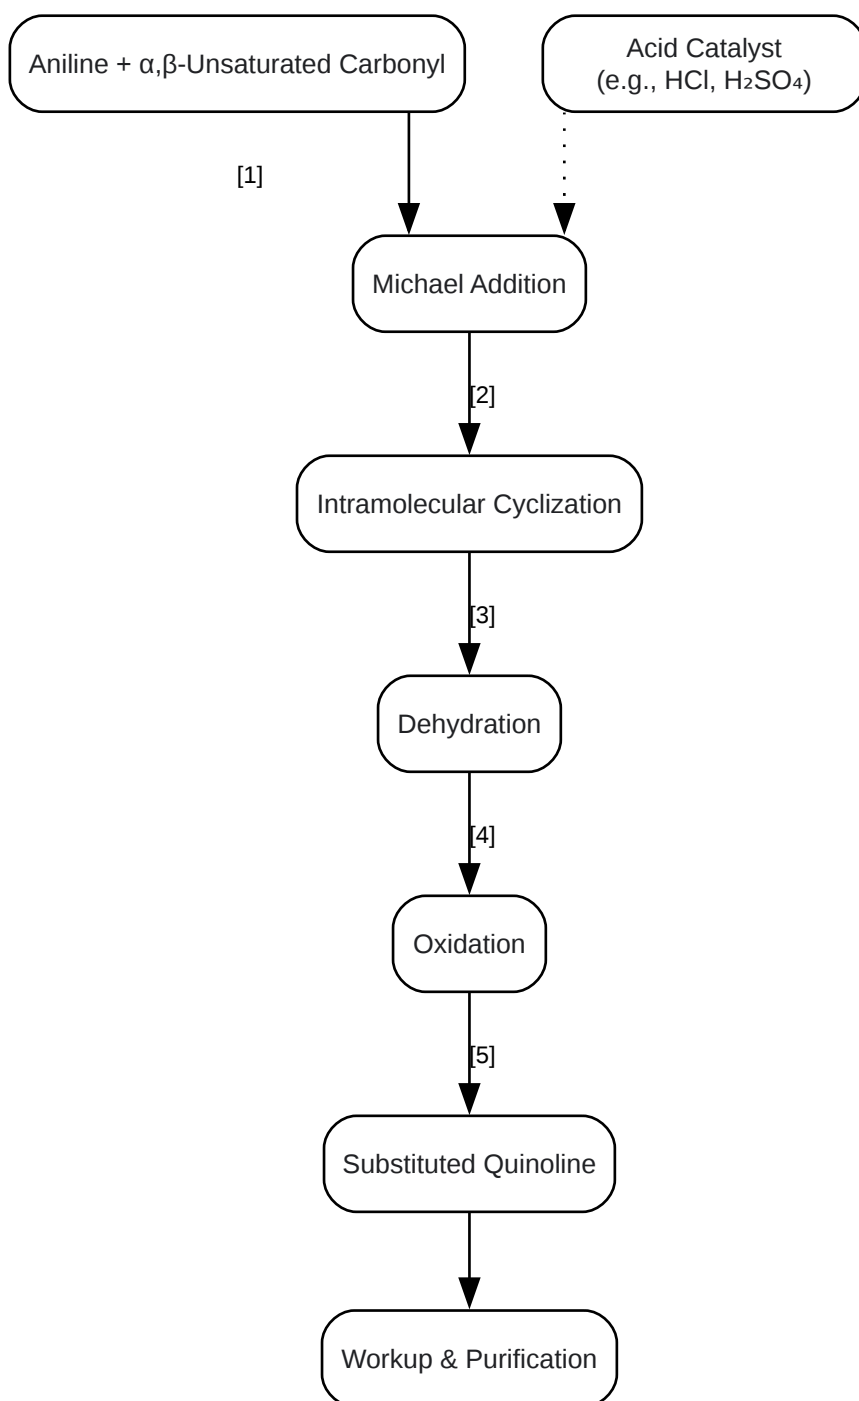 Aniline + α,β-Unsaturated Carbonyl
Acid Catalyst
(e.g., HCl, H₂SO₄)
[1]
Michael Addition
[2]
Intramolecular Cyclization
[3]
Dehydration
[4]
Oxidation
[5]
Substituted Quinoline
Workup & Purification